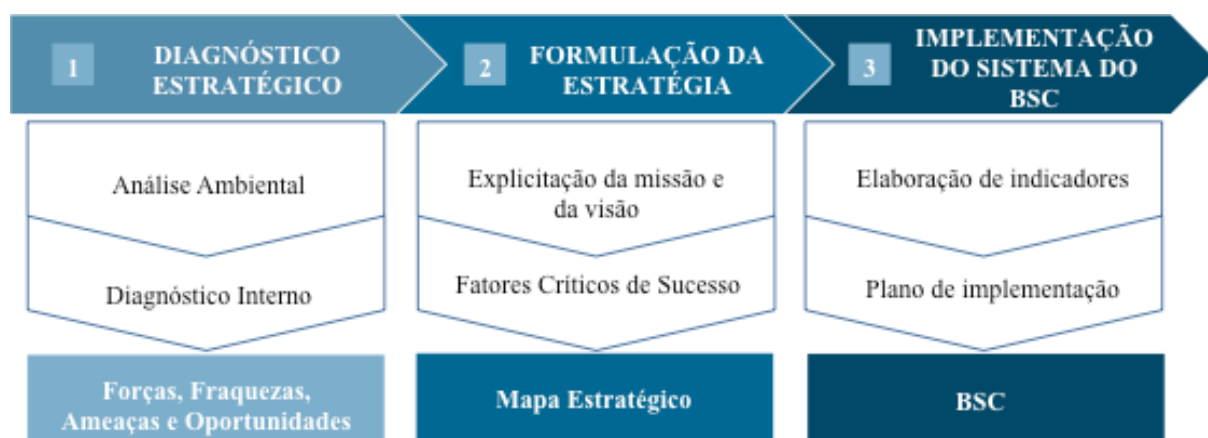 1
DIAGNÓSTICO
ESTRATÉGICO
2
FORMULAÇÃO DA
ESTRATÉGIA
3
IMPLEMENTAÇÃO
DO SISTEMA DO
BSC
Análise Ambiental
Diagnóstico Interno
Forças, Fraquezas,
Ameaças e Oportunidades
Explicitação da missão e
da visão
Fatores Críticos de Sucesso
Mapa Estratégico
Elaboração de indicadores
Plano de implementação
BSC